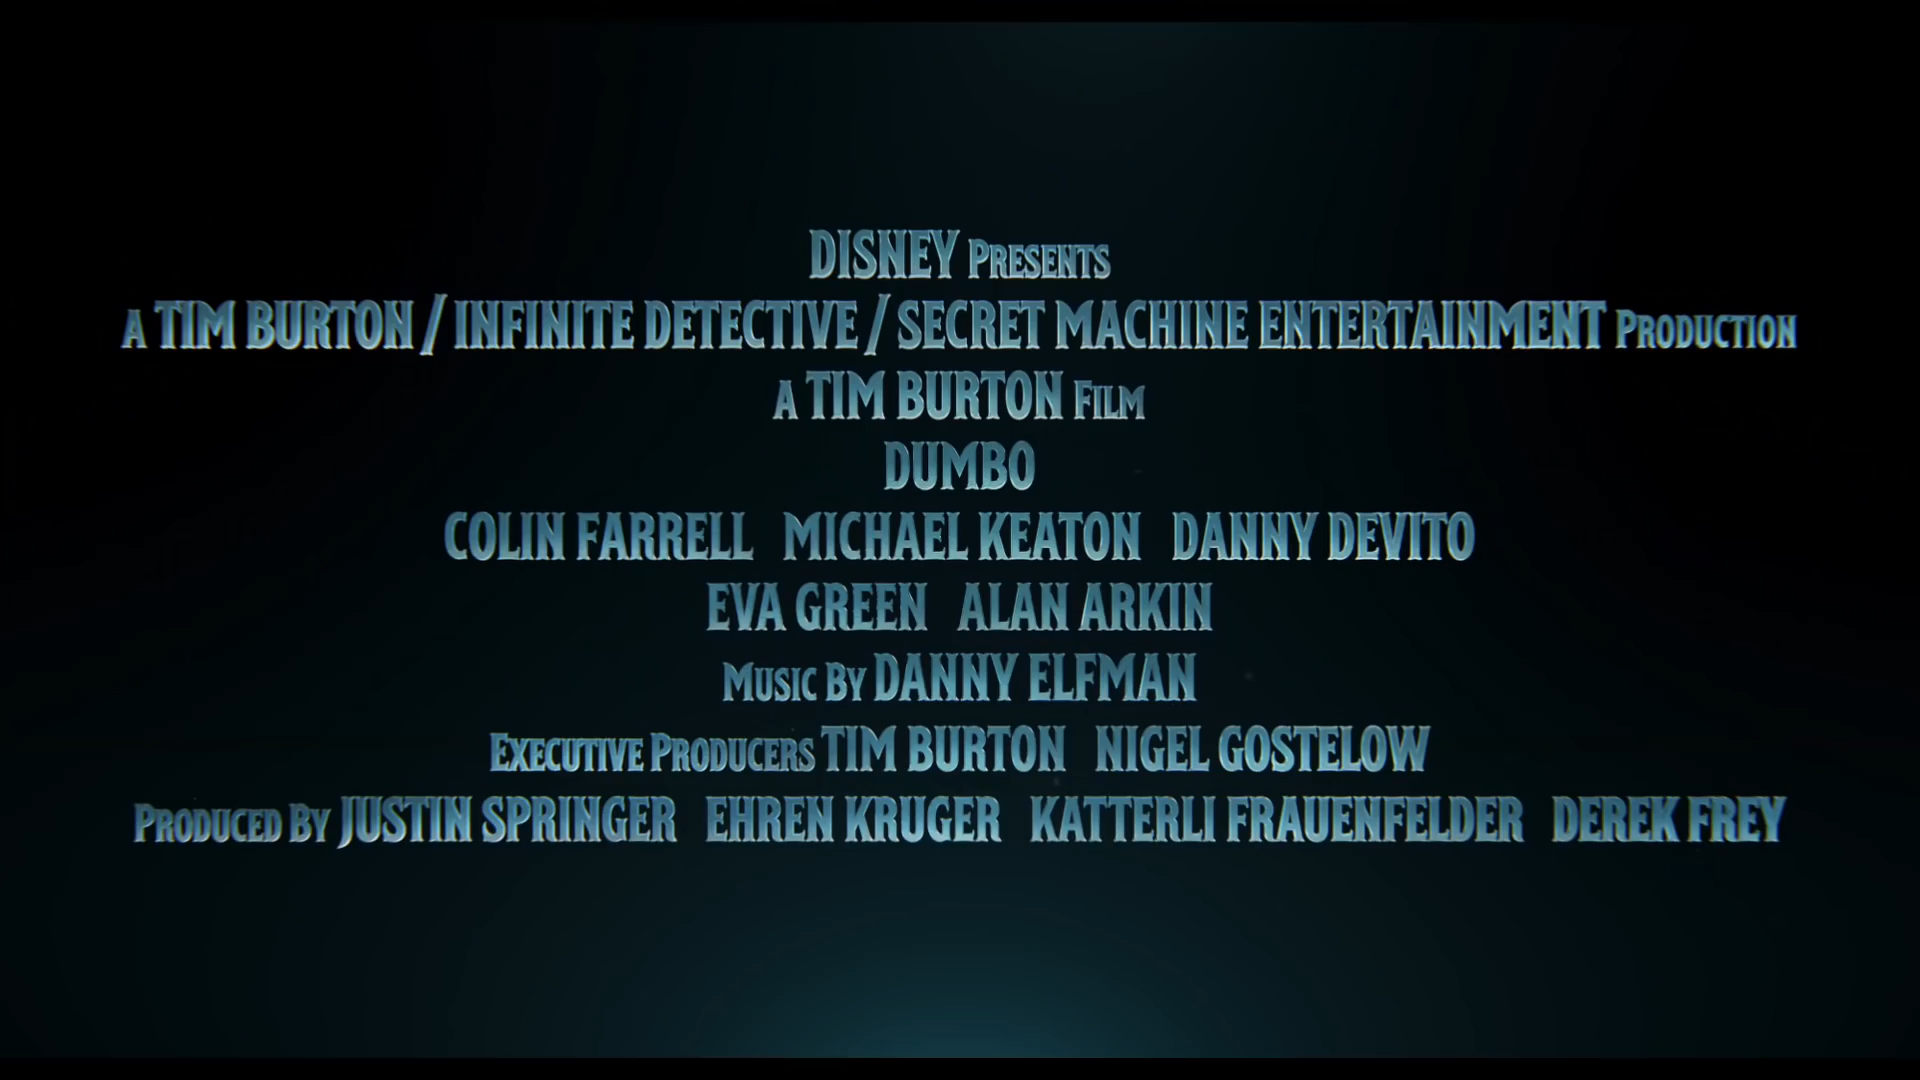 DISNEY PRESENTS
A TIM BURTON / INFINITE DETECTIVE / SECRET MACHINE ENTERTAINMENT PRODUCTION
A TIM BURTON FILM
DUMBO
COLIN FARRELL MICHAEL KEATON DANNY DEVITO
EVA GREEN ALAN ARKIN
MUSIC BY DANNY ELFMAN
EXECUTIVE PRODUCERS TIM BURTON NIGEL GOSTELOW
PRODUCED BY JUSTIN SPRINGER EHREN KRUGER KATTERLI FRAUENFELDER DEREK FREY